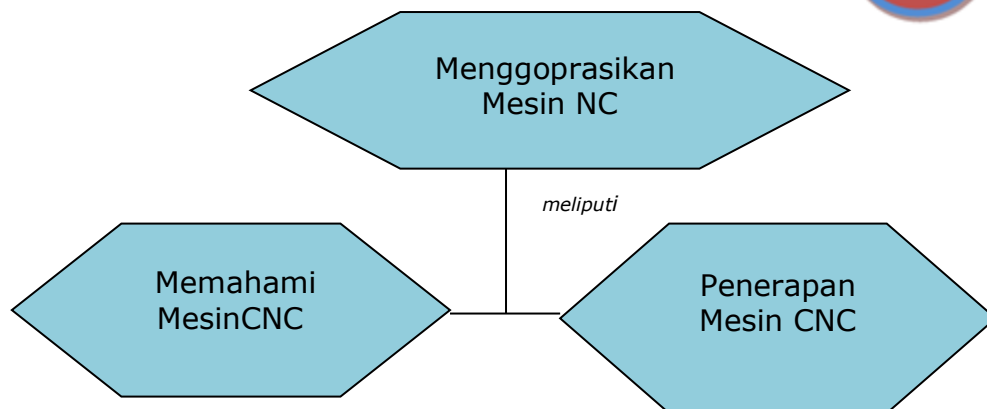 Menggoprasikan
Mesin NC
meliputi
Memahami
MesinCNC
Penerapan
Mesin CNC